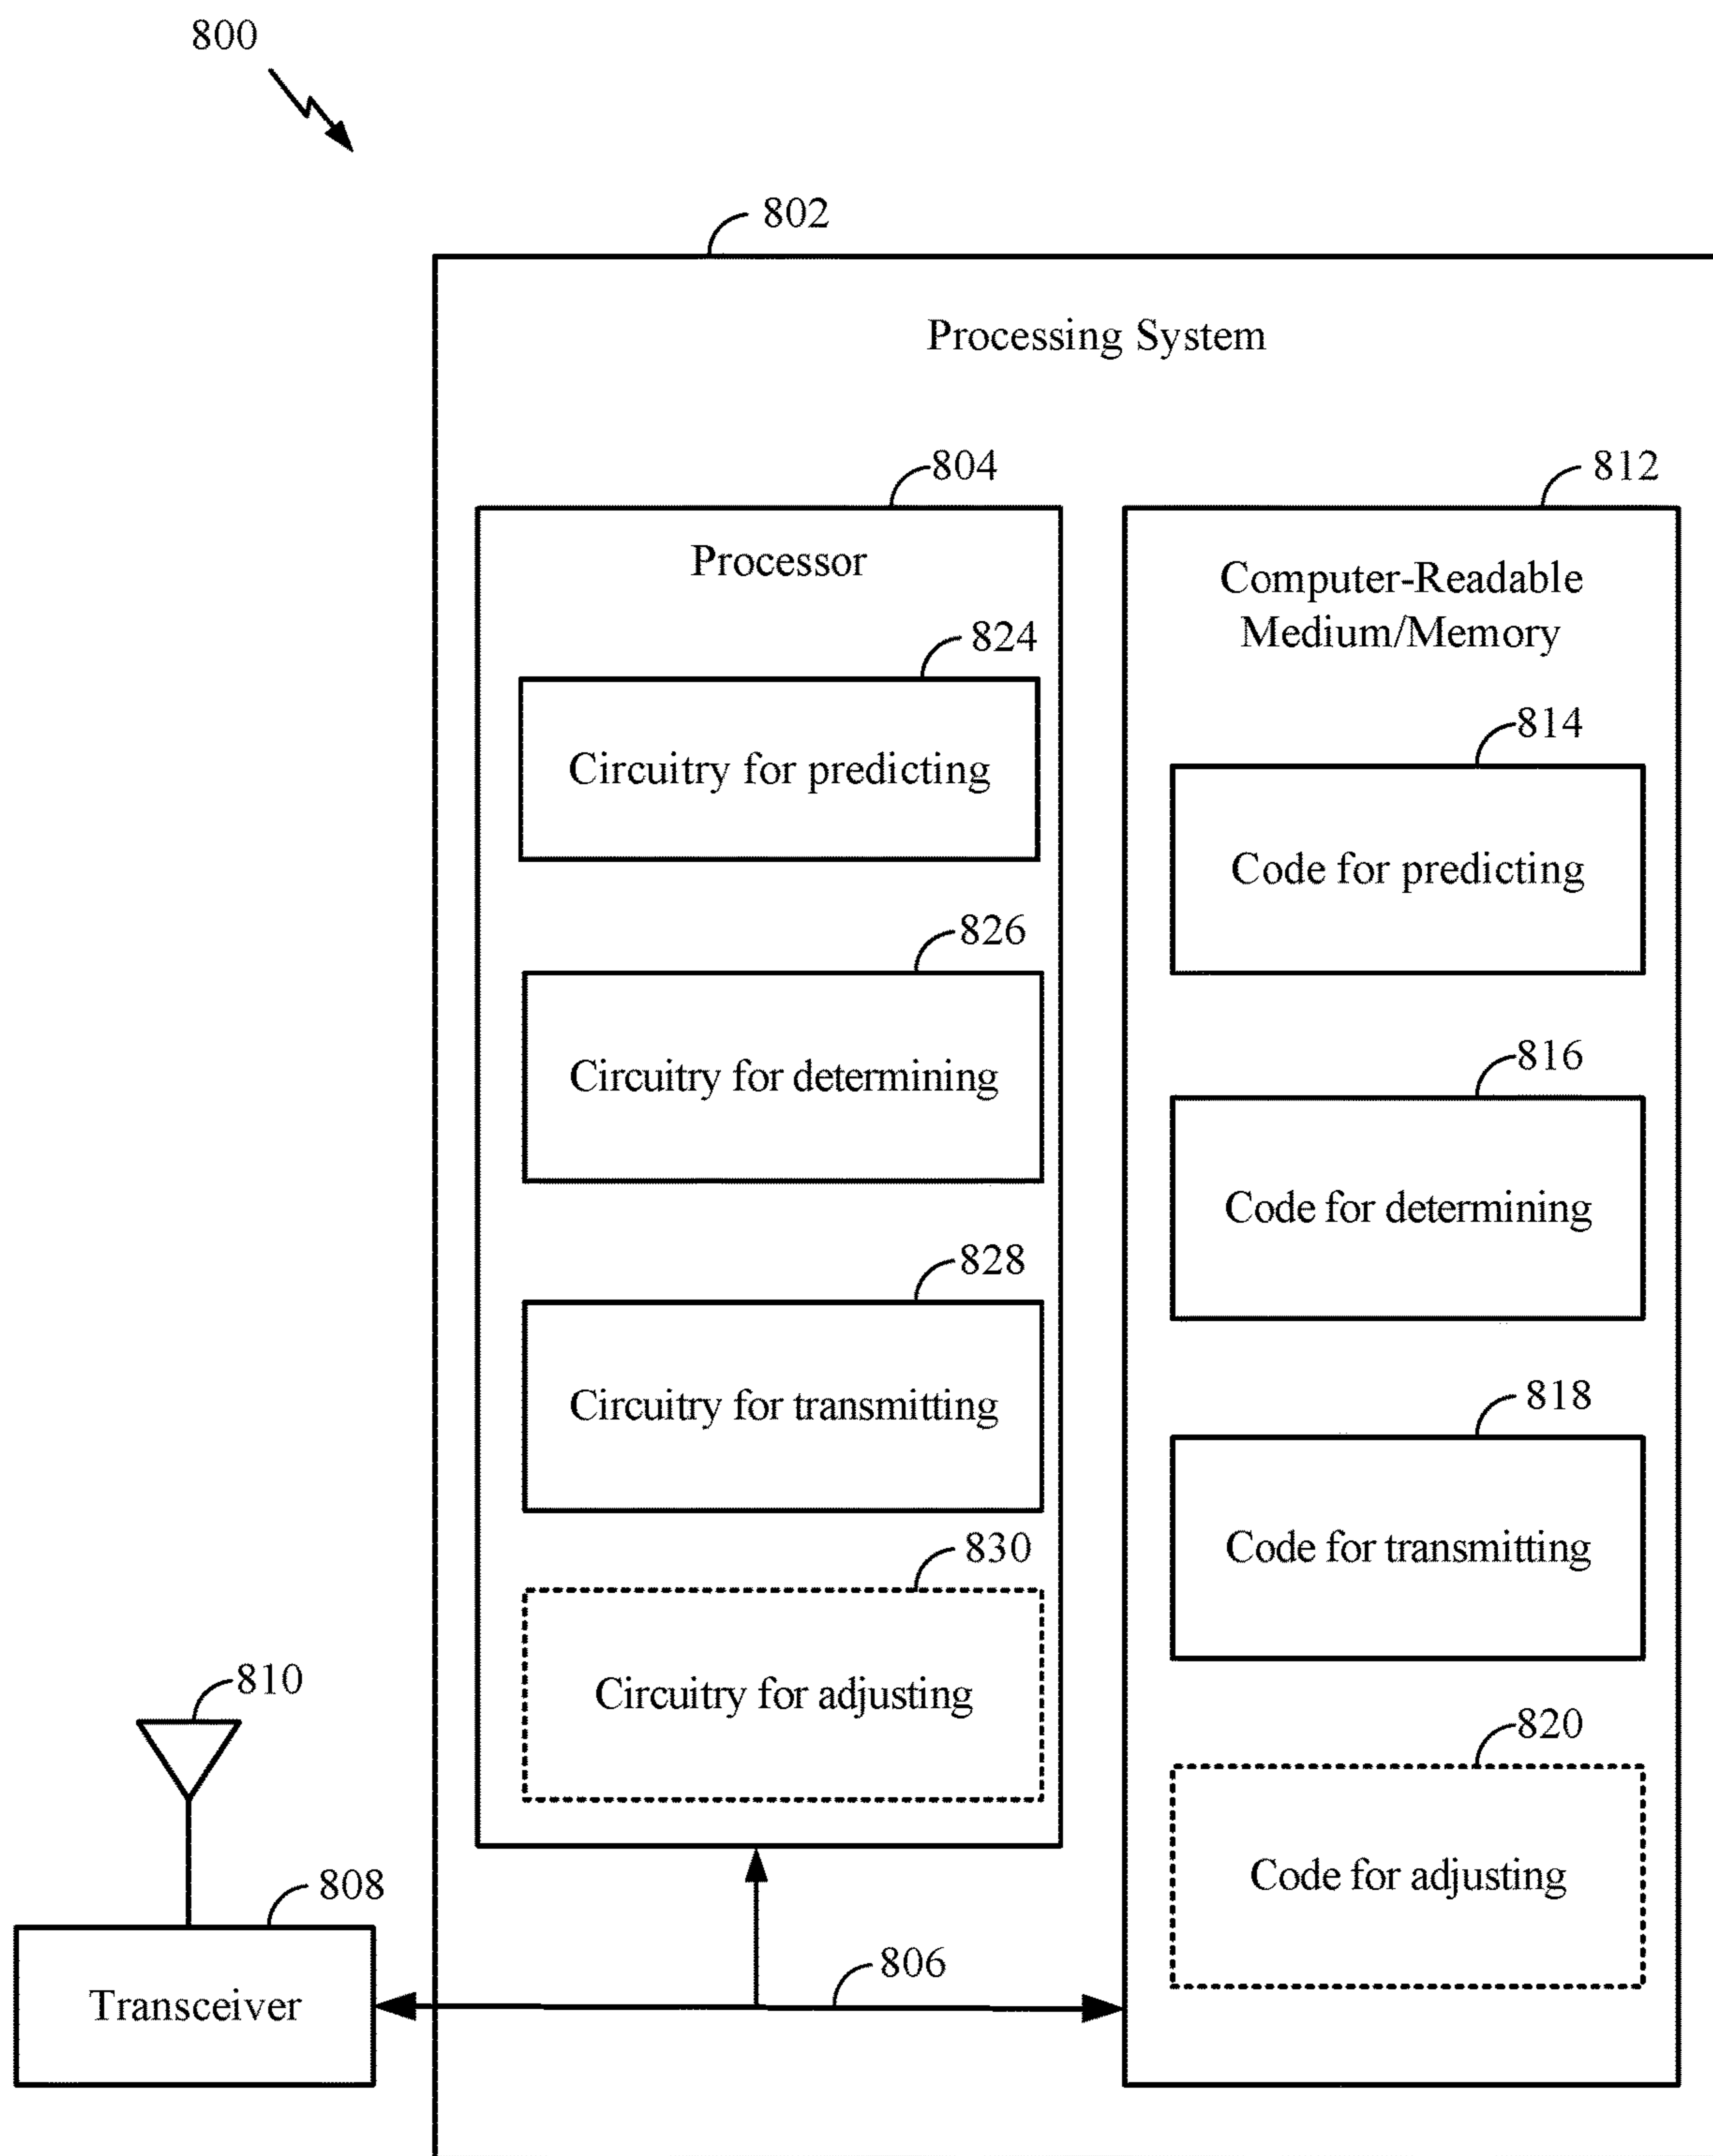 800
802
Processing System
804
Processor
824
Circuitry for predicting
826
Circuitry for determining
828
Circuitry for transmitting
830
Circuitry for adjusting
812
Computer-Readable
Medium/Memory
814
Code for predicting
816
Code for determining
818
Code for transmitting
820
Code for adjusting
810
808
Transceiver
806